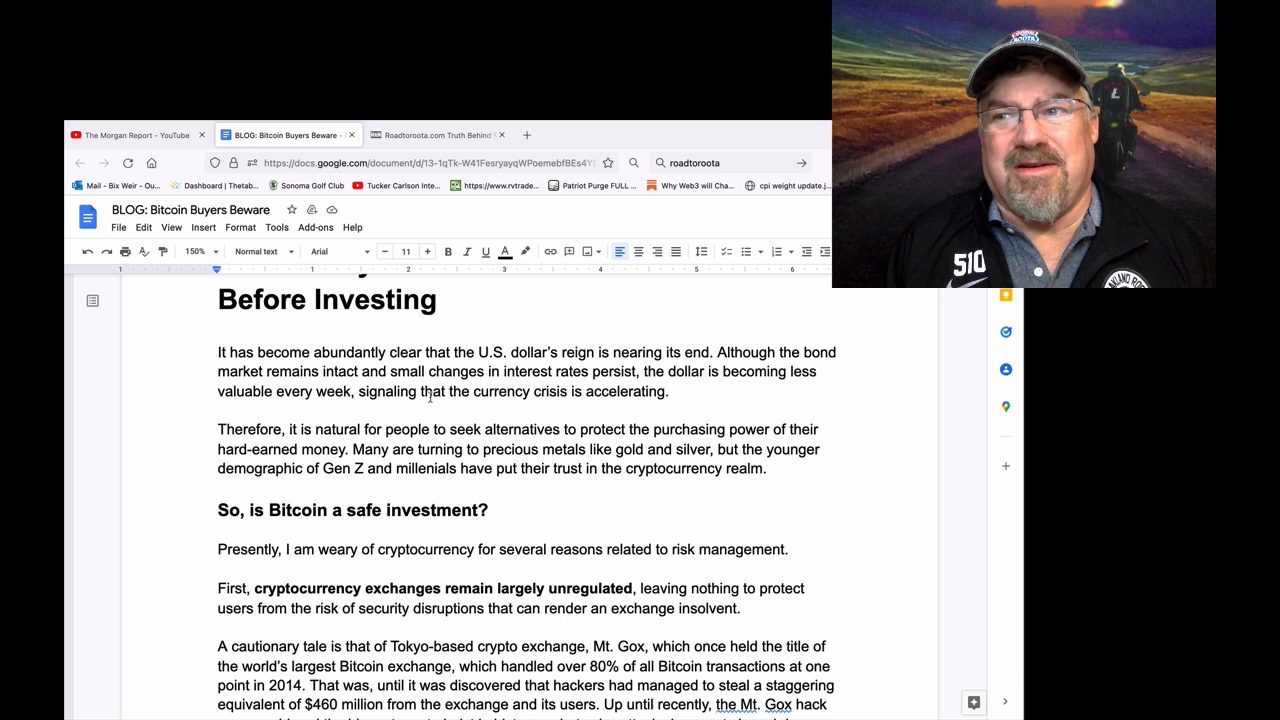 The Morgan Report - YouTube
BLOG: Bitcoin Buyers Beware -
Roadtoroota.com Truth Behind
https://docs.google.com/document/d/13-1qTk-W41FesryayqWPoemebfBEs4Y
roadtoroota
Mail - Bix Weir - Ou...
Dashboard | Thetab...
Sonoma Golf Club
Tucker Carlson Inte...
https://www.rvtrade...
Patriot Purge FULL ...
Why Web3 will Cha...
cpi weight update.j...
BLOG: Bitcoin Buyers Beware
File Edit View Insert Format Tools Add-ons Help
150% Normal text Arial 11 B I U A
1 1 2 3 4 5 6
Before Investing
It has become abundantly clear that the U.S. dollar’s reign is nearing its end. Although the bond
market remains intact and small changes in interest rates persist, the dollar is becoming less
valuable every week, signaling that the currency crisis is accelerating.
Therefore, it is natural for people to seek alternatives to protect the purchasing power of their
hard-earned money. Many are turning to precious metals like gold and silver, but the younger
demographic of Gen Z and millenials have put their trust in the cryptocurrency realm.
So, is Bitcoin a safe investment?
Presently, I am weary of cryptocurrency for several reasons related to risk management.
First, cryptocurrency exchanges remain largely unregulated, leaving nothing to protect
users from the risk of security disruptions that can render an exchange insolvent.
A cautionary tale is that of Tokyo-based crypto exchange, Mt. Gox, which once held the title of
the world’s largest Bitcoin exchange, which handled over 80% of all Bitcoin transactions at one
point in 2014. That was, until it was discovered that hackers had managed to steal a staggering
equivalent of $460 million from the exchange and its users. Up until recently, the Mt. Gox hack
510